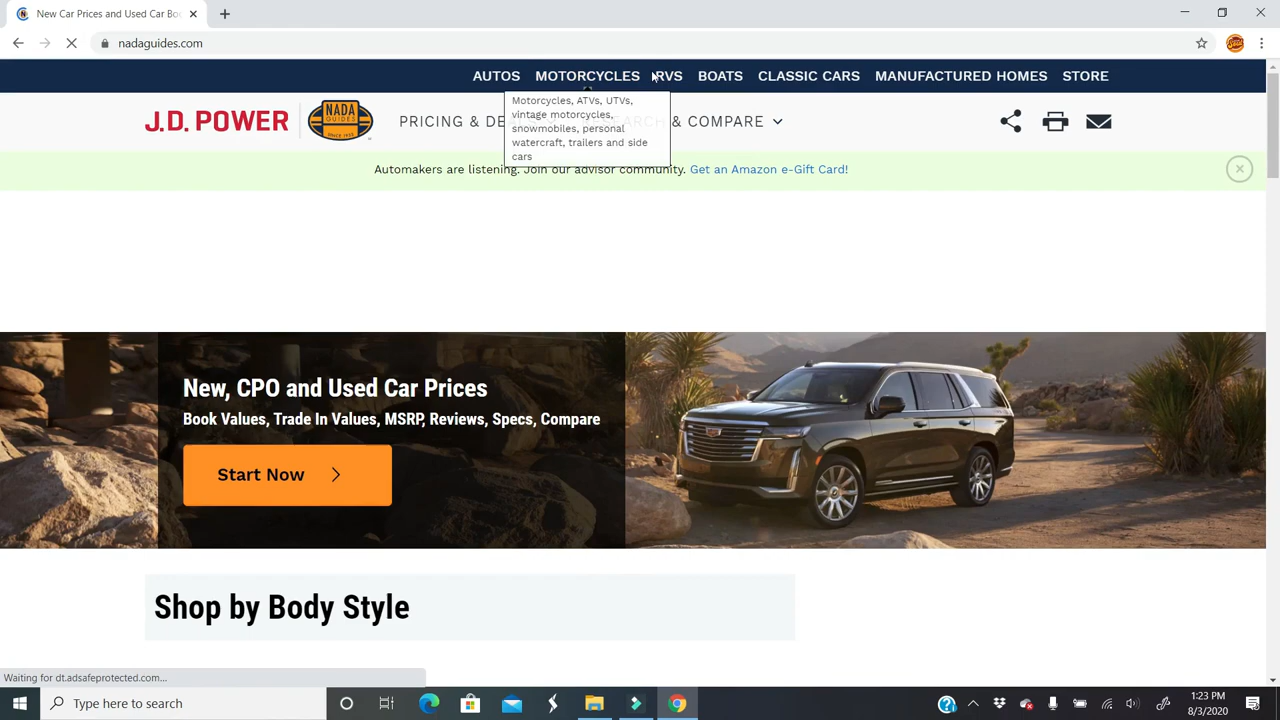 New Car Prices and Used Car Bo
nadaguides.com
AUTOS MOTORCYCLES RVS BOATS CLASSIC CARS MANUFACTURED HOMES STORE
Motorcycles, ATVs, UTVs,
vintage motorcycles,
snowmobiles, personal
watercraft, trailers and side
cars
J.D. POWER
NADA
GUIDES
SINCE 1933
PRICING & DE
& COMPARE
Automakers are listening. Join our advisor community. Get an Amazon e-Gift Card!
New, CPO and Used Car Prices
Book Values, Trade In Values, MSRP, Reviews, Specs, Compare
Start Now
Shop by Body Style
Waiting for dt.adsafeprotected.com...
Type here to search
1:23 PM
8/3/2020